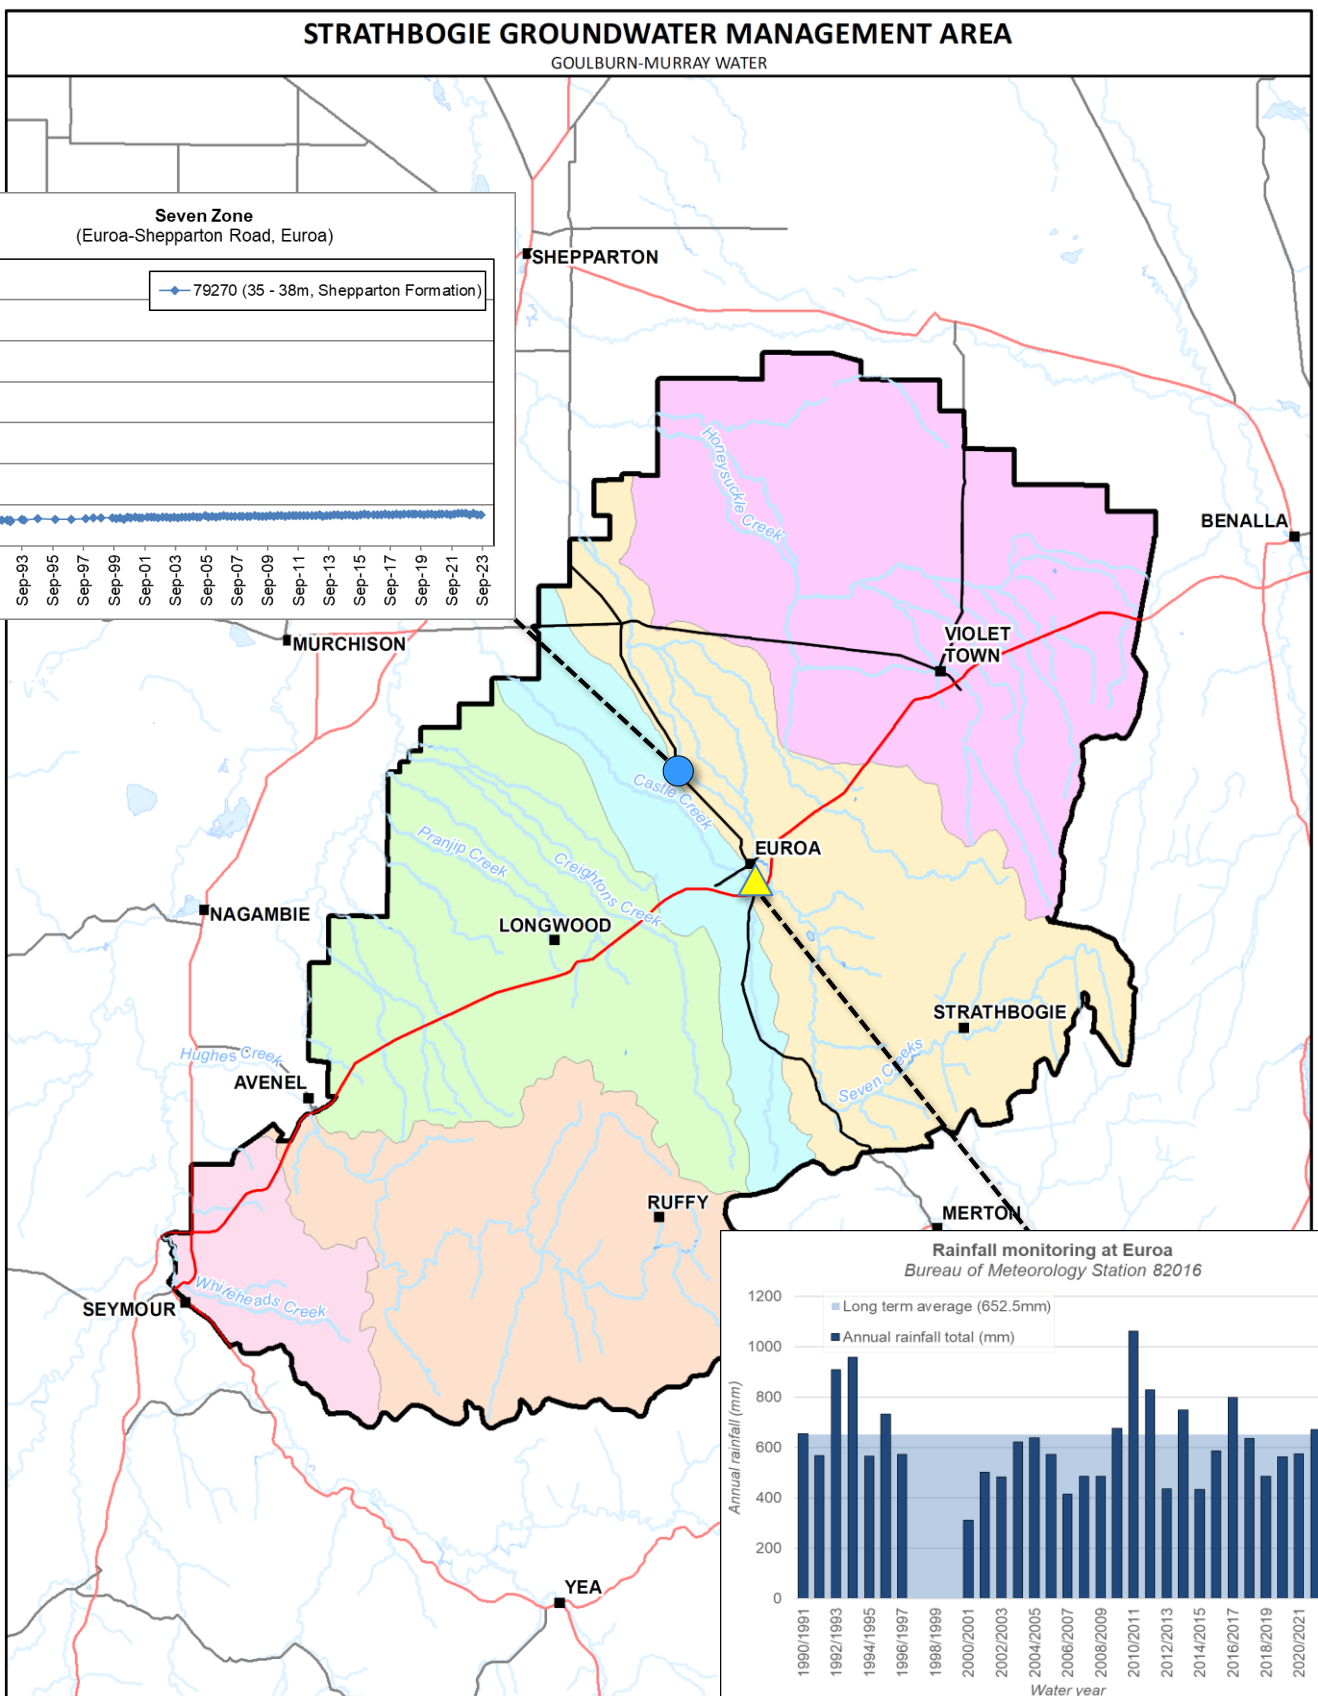 STRATHBOGIE GROUNDWATER MANAGEMENT AREA
GOULBURN-MURRAY WATER
Seven Zone
(Euroa-Shepparton Road, Euroa)
79270 (35 - 38m, Shepparton Formation)
Sep-93
Sep-95
Sep-97
Sep-99
Sep-01
Sep-03
Sep-05
Sep-07
Sep-09
Sep-11
Sep-13
Sep-15
Sep-17
Sep-19
Sep-21
Sep-23
SHEPPARTON
Honeysuckle Creek
BENALLA
MURCHISON
VIOLET
TOWN
Castle Creek
Pranjip Creek
Creightons Creek
EUROA
NAGAMBIE
LONGWOOD
STRATHBOGIE
Hughes Creek
AVENEL
Seven Creeks
RUFFY
MERTON
SEYMOUR
Whiteheads Creek
YEA
Rainfall monitoring at Euroa
Bureau of Meteorology Station 82016
Long term average (652.5mm)
Annual rainfall total (mm)
Annual rainfall (mm)
1200
1000
800
600
400
200
0
1990/1991
1992/1993
1994/1995
1996/1997
1998/1999
2000/2001
2002/2003
2004/2005
2006/2007
2008/2009
2010/2011
2012/2013
2014/2015
2016/2017
2018/2019
2020/2021
Water year